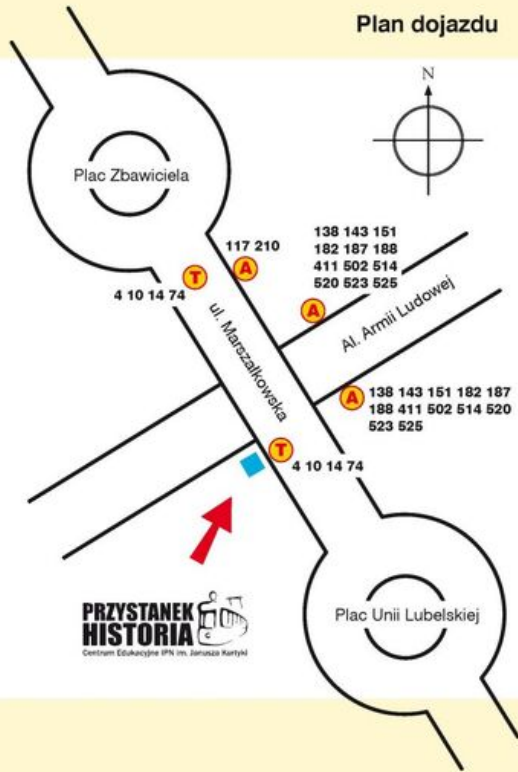 Plan dojazdu
N
Plac Zbawiciela
138 143 151
182 187 188
411 502 514
520 523 525
117 210
A
T
4 10 14 74
A
Al. Armii Ludowej
ul. Marszałkowska
A
138 143 151 182 187
188 411 502 514 520
523 525
T
4 10 14 74
PRZYSTANEK
HISTORIA
Centrum Edukacyjne IPN im. Janusza Kurtyki
Plac Unii Lubelskiej